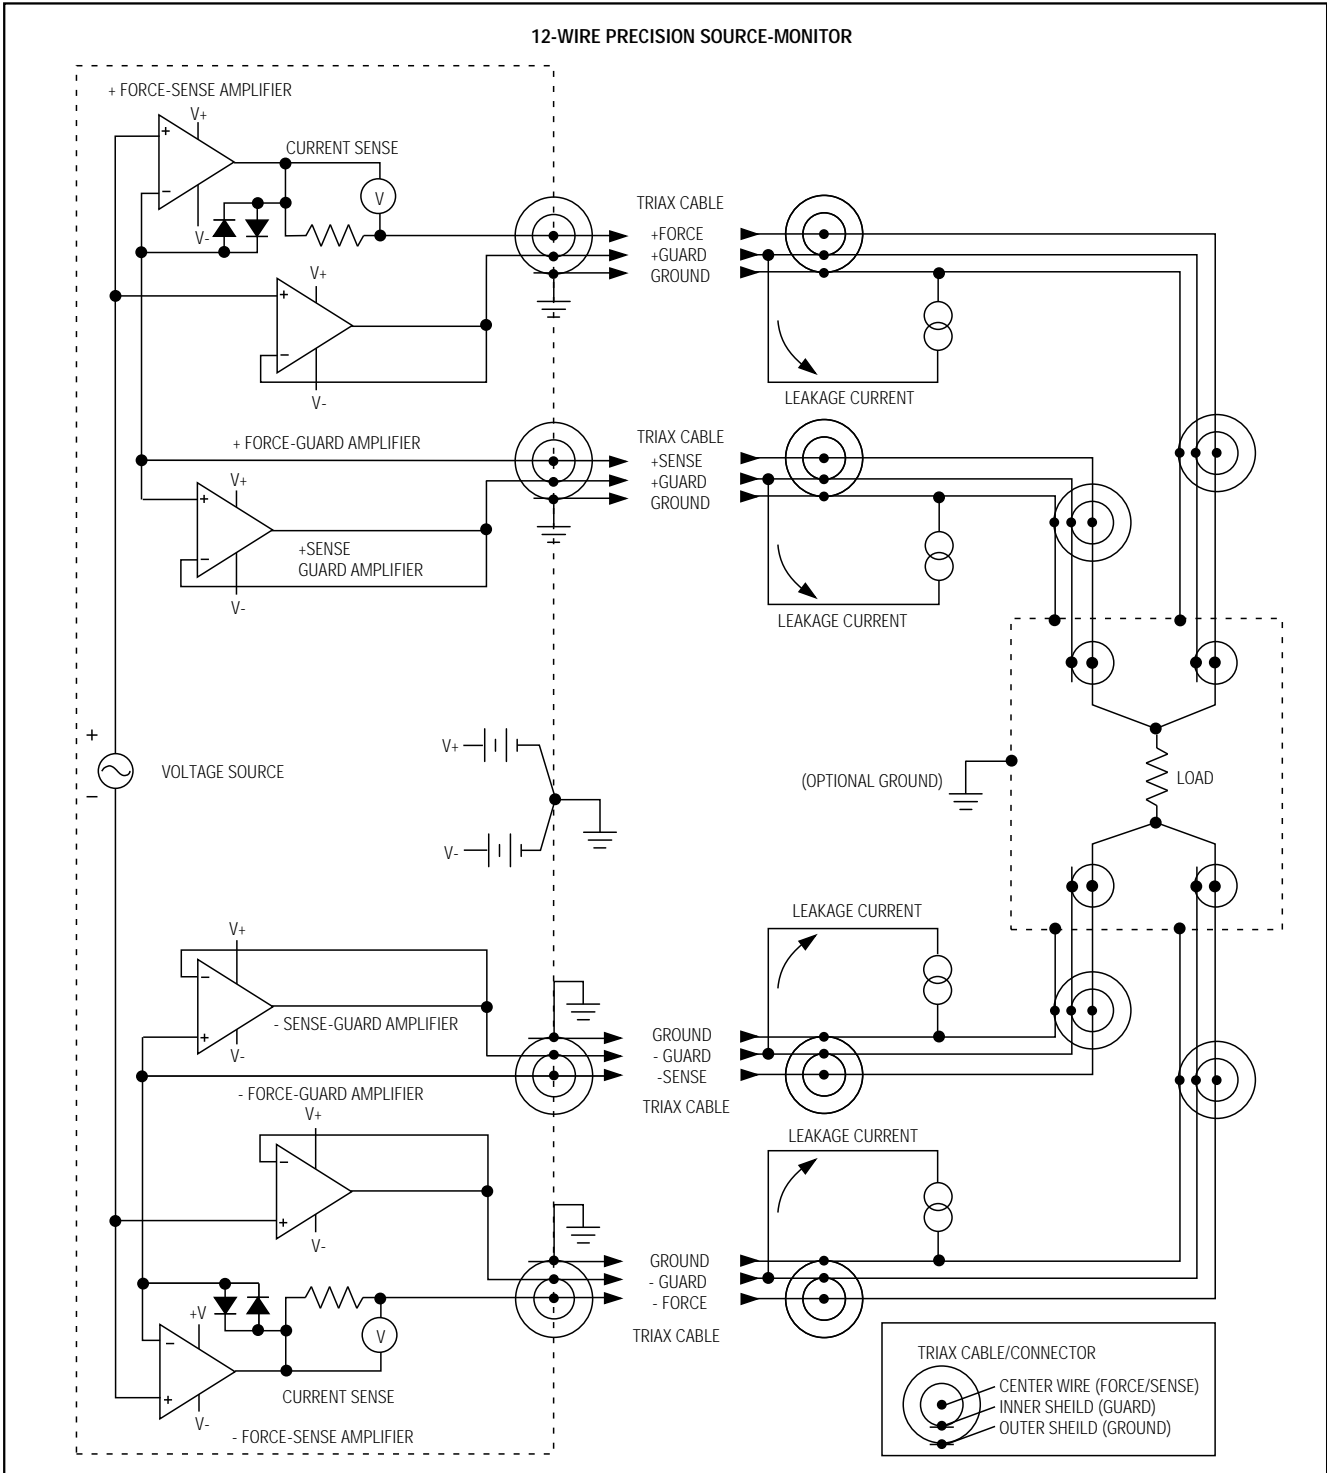 12-WIRE PRECISION SOURCE-MONITOR
+ FORCE-SENSE AMPLIFIER
V+
+
−
V-
CURRENT SENSE
V
TRIAX CABLE
+FORCE
+GUARD
GROUND
V+
+
−
V-
LEAKAGE CURRENT
+ FORCE-GUARD AMPLIFIER
TRIAX CABLE
+SENSE
+GUARD
GROUND
V+
+
−
V-
+SENSE
GUARD AMPLIFIER
LEAKAGE CURRENT
+
−
VOLTAGE SOURCE
V+
V-
(OPTIONAL GROUND)
LOAD
V+
−
+
V-
- SENSE-GUARD AMPLIFIER
LEAKAGE CURRENT
GROUND
- GUARD
-SENSE
TRIAX CABLE
- FORCE-GUARD AMPLIFIER
V+
−
+
V-
LEAKAGE CURRENT
GROUND
- GUARD
- FORCE
TRIAX CABLE
+V
−
+
V-
V
CURRENT SENSE
- FORCE-SENSE AMPLIFIER
TRIAX CABLE/CONNECTOR
CENTER WIRE (FORCE/SENSE)
INNER SHEILD (GUARD)
OUTER SHEILD (GROUND)